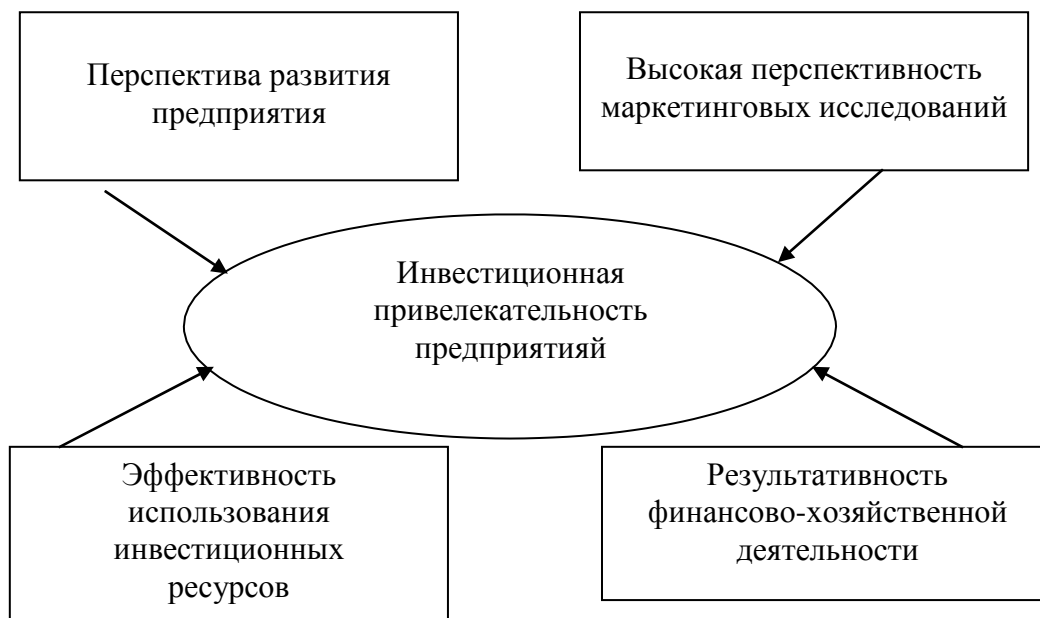 Перспектива развития
предприятия
Высокая перспективность
маркетинговых исследований
Инвестиционная
привелекательность
предприятияй
Эффективность
использования
инвестиционных
ресурсов
Результативность
финансово-хозяйственной
деятельности